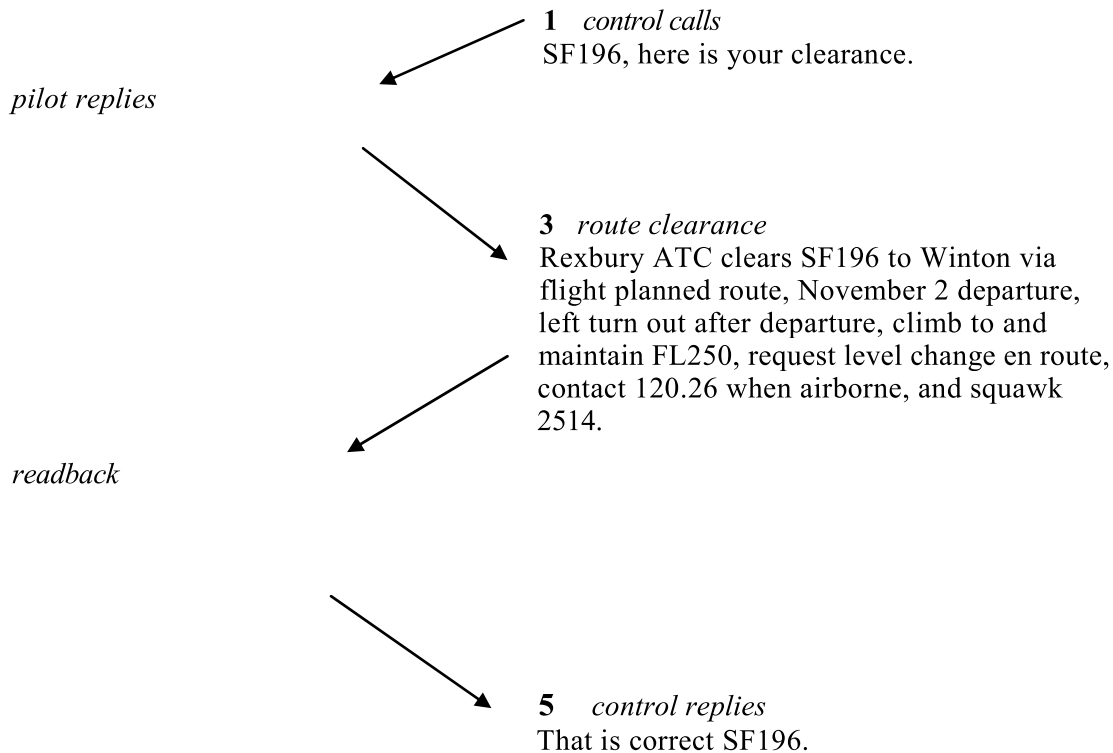 1 control calls
SF196, here is your clearance.
pilot replies
3 route clearance
Rexbury ATC clears SF196 to Winton via
flight planned route, November 2 departure,
left turn out after departure, climb to and
maintain FL250, request level change en route,
contact 120.26 when airborne, and squawk
2514.
readback
5 control replies
That is correct SF196.